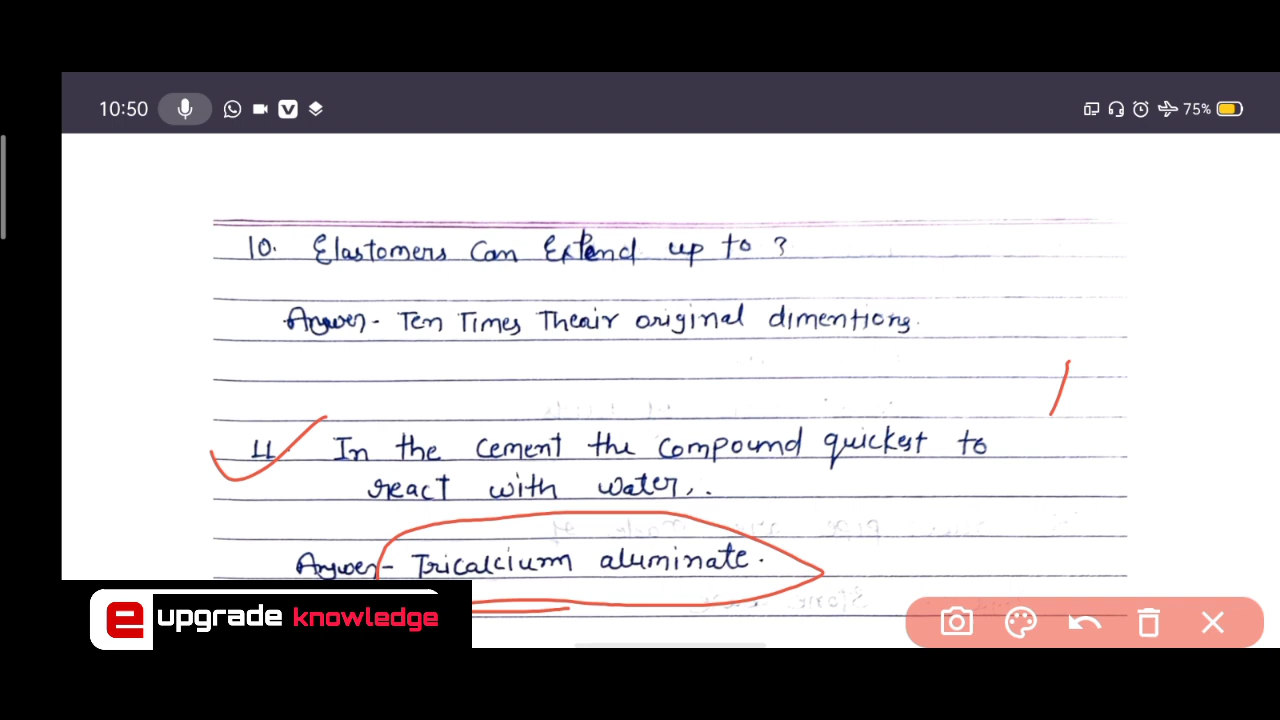 10:50
75%
10. Elastomers Can Extend up to ?
Answer - Ten Times Theair original dimentions.
11. In the cement the compound quickest to
react with water,.
Answer - Tricalcium aluminate.
e upgrade knowledge